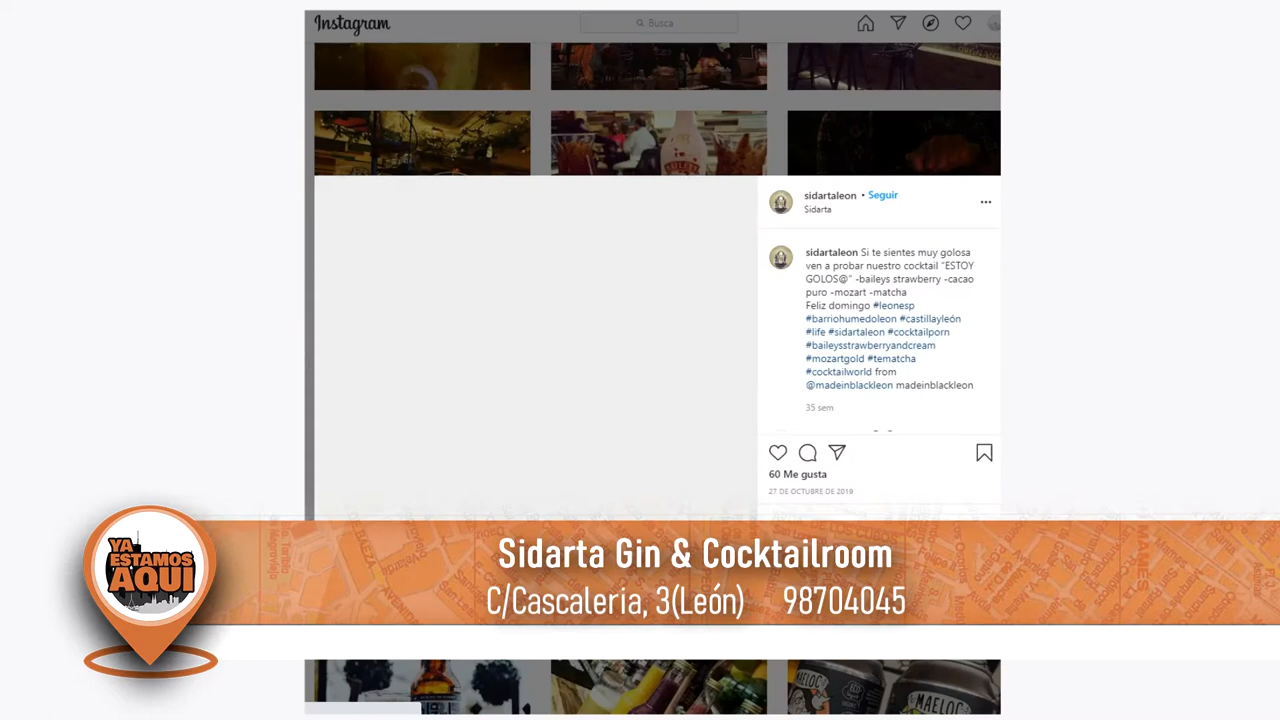 Instagram
Busca
sidartaleon • Seguir
Sidarta
sidartaleon Si te sientes muy golosa
ven a probar nuestro cocktail "ESTOY
GOLOS@" -baileys strawberry -cacao
puro -mozart -matcha
Feliz domingo #leonesp
#barriohumedoleon #castillayleón
#life #sidartaleon #cocktailporn
#baileysstrawberryandcream
#mozartgold #tematcha
#cocktailworld from
@madeinblackleon madeinblackleon
35 sem
60 Me gusta
27 DE OCTUBRE DE 2019
YA
ESTAMOS
AQUÍ
Sidarta Gin & Cocktailroom
C/Cascaleria, 3(León) 98704045
MAELOC
MAELOC